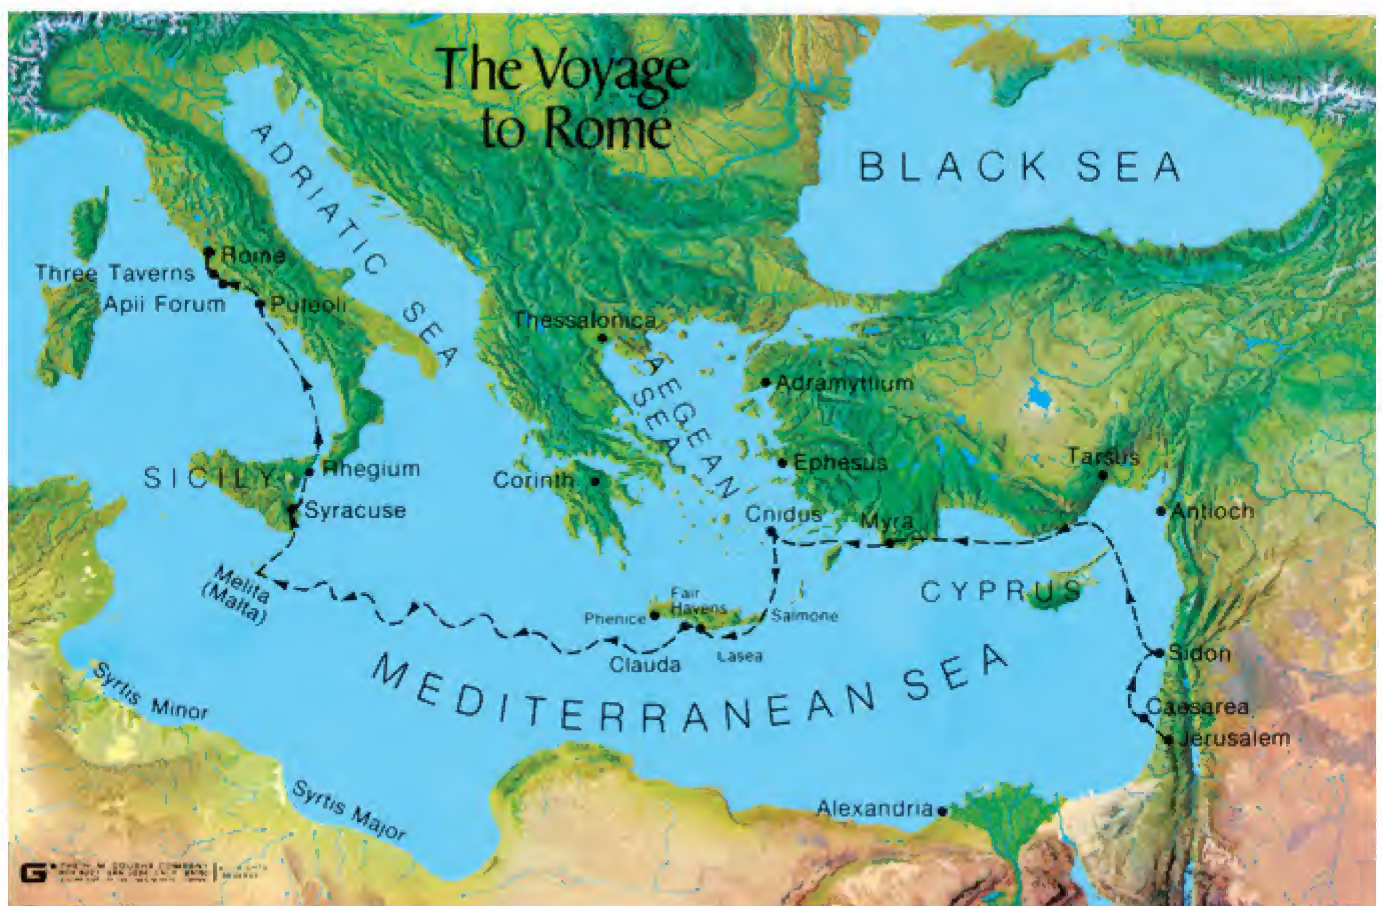 The Voyage
to Rome
ADRIATIC SEA
BLACK SEA
Rome
Three Taverns
Apii Forum
Puteoli
Thessalonica
AEGEAN
SEA
Adramyttium
SICILY
Rhegium
Corinth
Ephesus
Tarsus
Syracuse
Cnidus
Myra
Antioch
Melita
(Malta)
CYPRUS
Fair
Havens
Phenice
Salmone
Clauda
Lasea
Sidon
MEDITERRANEAN SEA
Syrtis Minor
Caesarea
Jerusalem
Syrtis Major
Alexandria
G